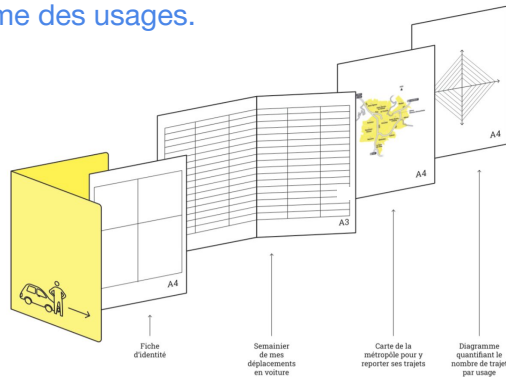 me des usages.
A4
A3
A4
A4
Fiche
d'identité
Semainier
de mes
déplacements
en voiture
Carte de la
métropôle pour y
reporter ses trajets
Diagramme
quantifiant le
nombre de trajet
par usage